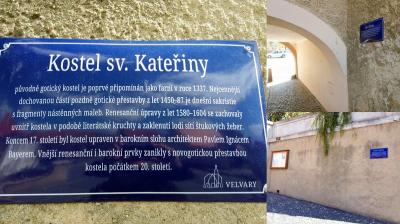 Kostel sv. Kateřiny
původně gotický kostel je poprvé připomínán jako farní v roce 1337. Nejcennější
dochovanou částí pozdně gotické přestavby z let 1450-87 je dnešní sakristie
s fragmenty nástěnných maleb. Renesanční úpravy z let 1580–1604 se zachovaly
uvnitř kostela v podobě literátské kruchty a zaklenutí lodi sítí štukových žeber.
Koncem 17. století byl kostel upraven v barokním slohu architektem Pavlem Ignácem
Bayerem. Vnější renesanční i barokní prvky zanikly s novogotickou přestavbou
kostela počátkem 20. století.
VELVARY